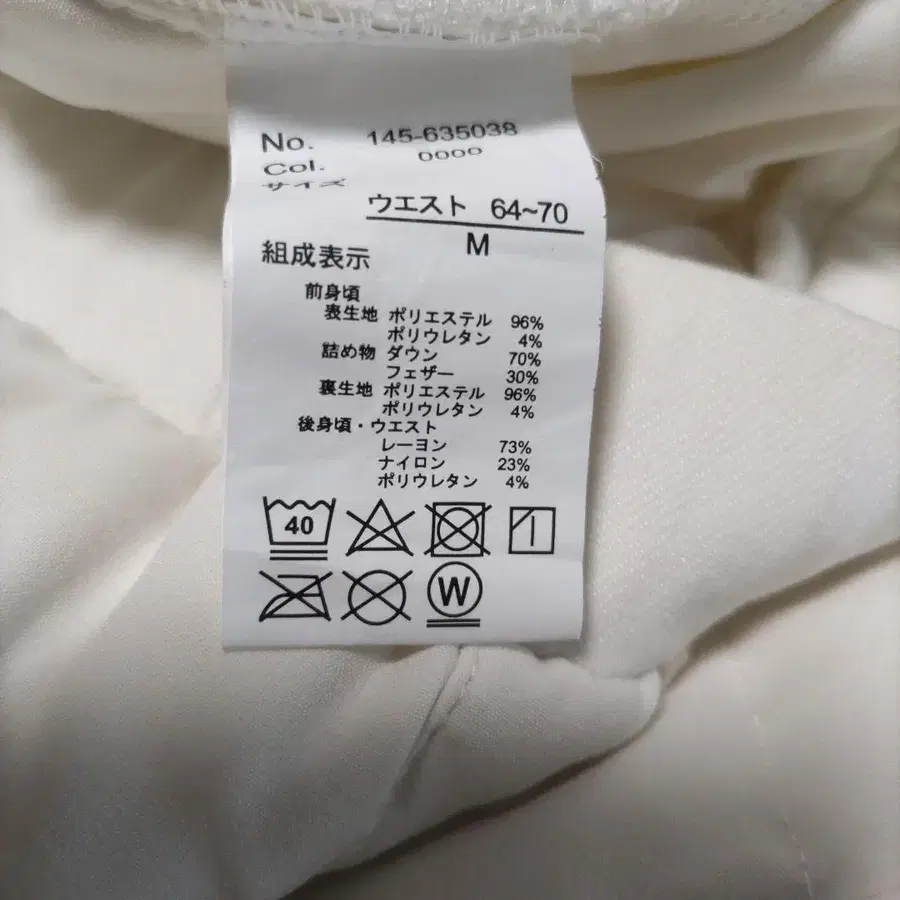 No. 145-635038
Col. 0000
サイズ
ウエスト 64~70
M
組成表示
前身頃
表生地 ポリエステル 96%
ポリウレタン 4%
詰め物 ダウン 70%
フェザー 30%
裏生地 ポリエステル 96%
ポリウレタン 4%
後身頃・ウエスト
レーヨン 73%
ナイロン 23%
ポリウレタン 4%
40
W